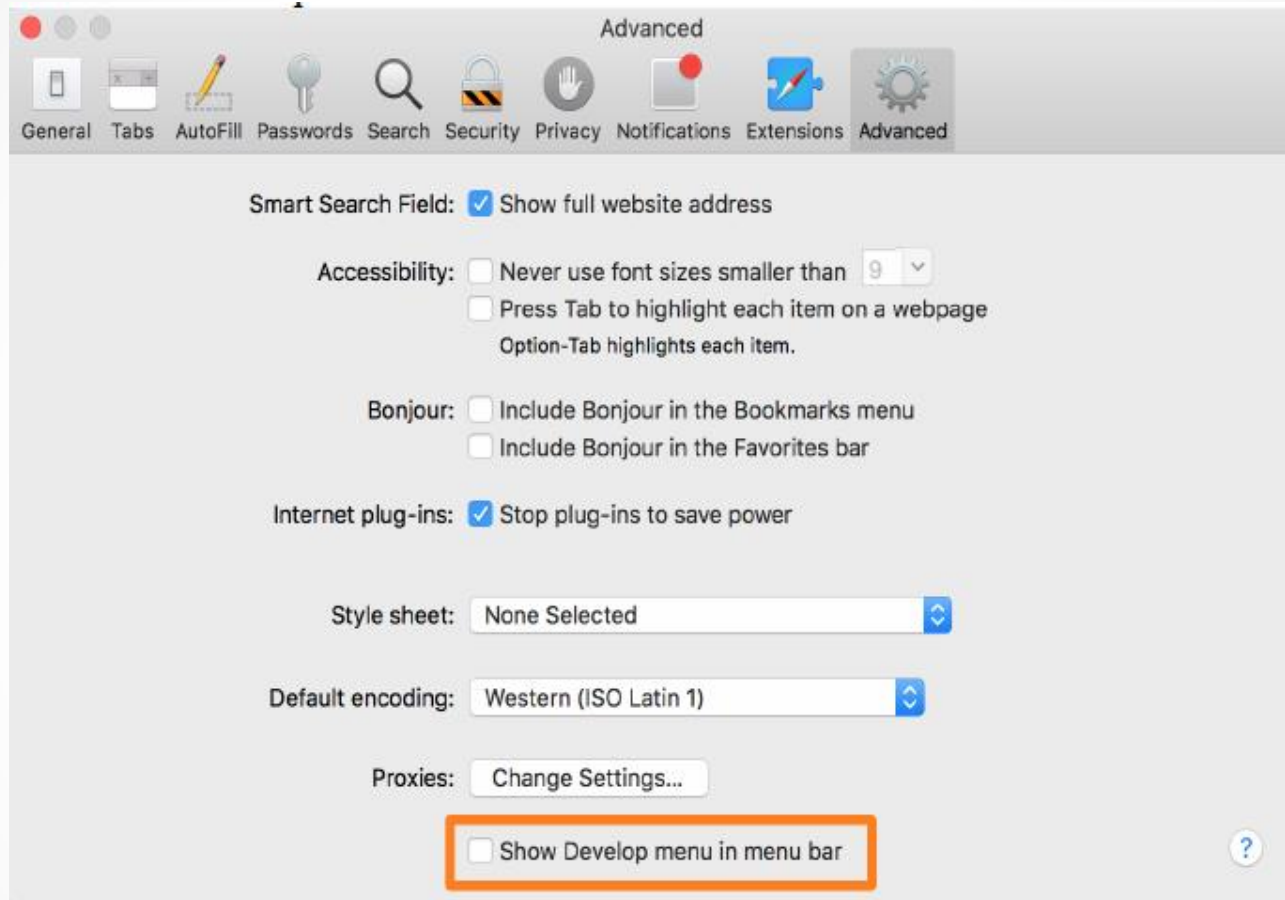 Advanced
General Tabs AutoFill Passwords Search Security Privacy Notifications Extensions Advanced
Smart Search Field: Show full website address
Accessibility: Never use font sizes smaller than 9
Press Tab to highlight each item on a webpage
Option-Tab highlights each item.
Bonjour: Include Bonjour in the Bookmarks menu
Include Bonjour in the Favorites bar
Internet plug-ins: Stop plug-ins to save power
Style sheet: None Selected
Default encoding: Western (ISO Latin 1)
Proxies: Change Settings...
Show Develop menu in menu bar ?